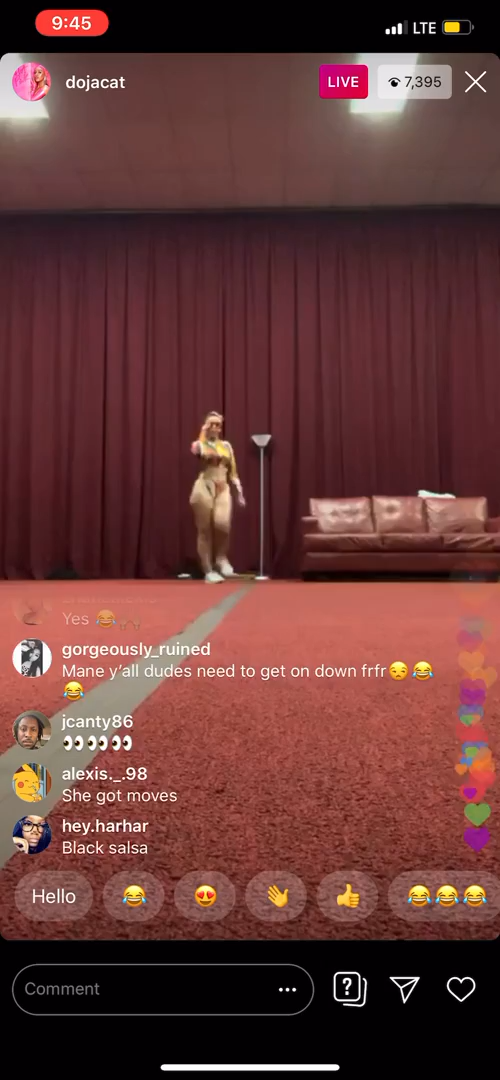 9:45
LTE
dojacat
LIVE
7,395
Yes 😂
gorgeously_ruined
Mane y'all dudes need to get on down frfr😒😂
😂
jcanty86
👀👀👀
alexis._.98
She got moves
hey.harhar
Black salsa
Hello 😂 😍 👋 👍 😂😂😂
Comment